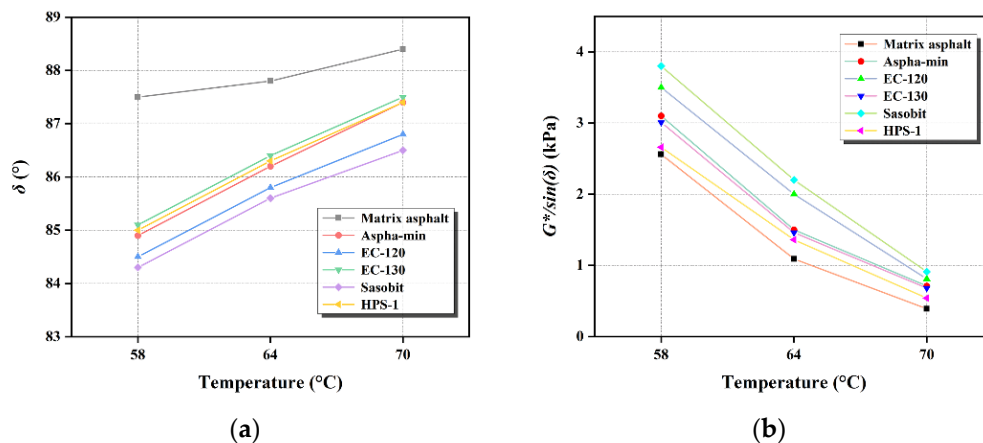 89
88
87
86
85
84
83
δ (°)
58
64
70
Temperature (°C)
Matrix asphalt
Aspha-min
EC-120
EC-130
Sasobit
HPS-1
(a)
4
3
2
1
0
G*/sin(δ) (kPa)
58
64
70
Temperature (°C)
Matrix asphalt
Aspha-min
EC-120
EC-130
Sasobit
HPS-1
(b)